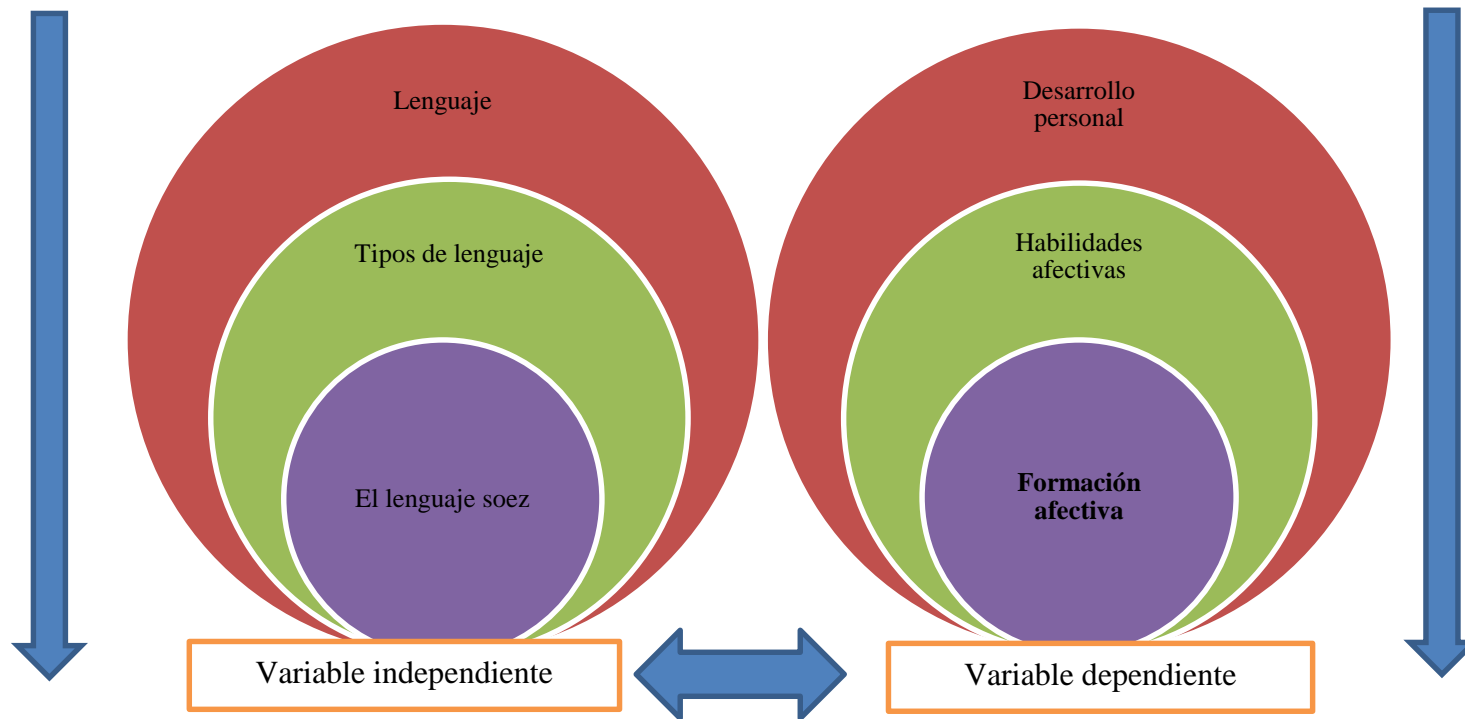 Lenguaje
Tipos de lenguaje
El lenguaje soez
Variable independiente
Desarrollo
personal
Habilidades
afectivas
Formación
afectiva
Variable dependiente